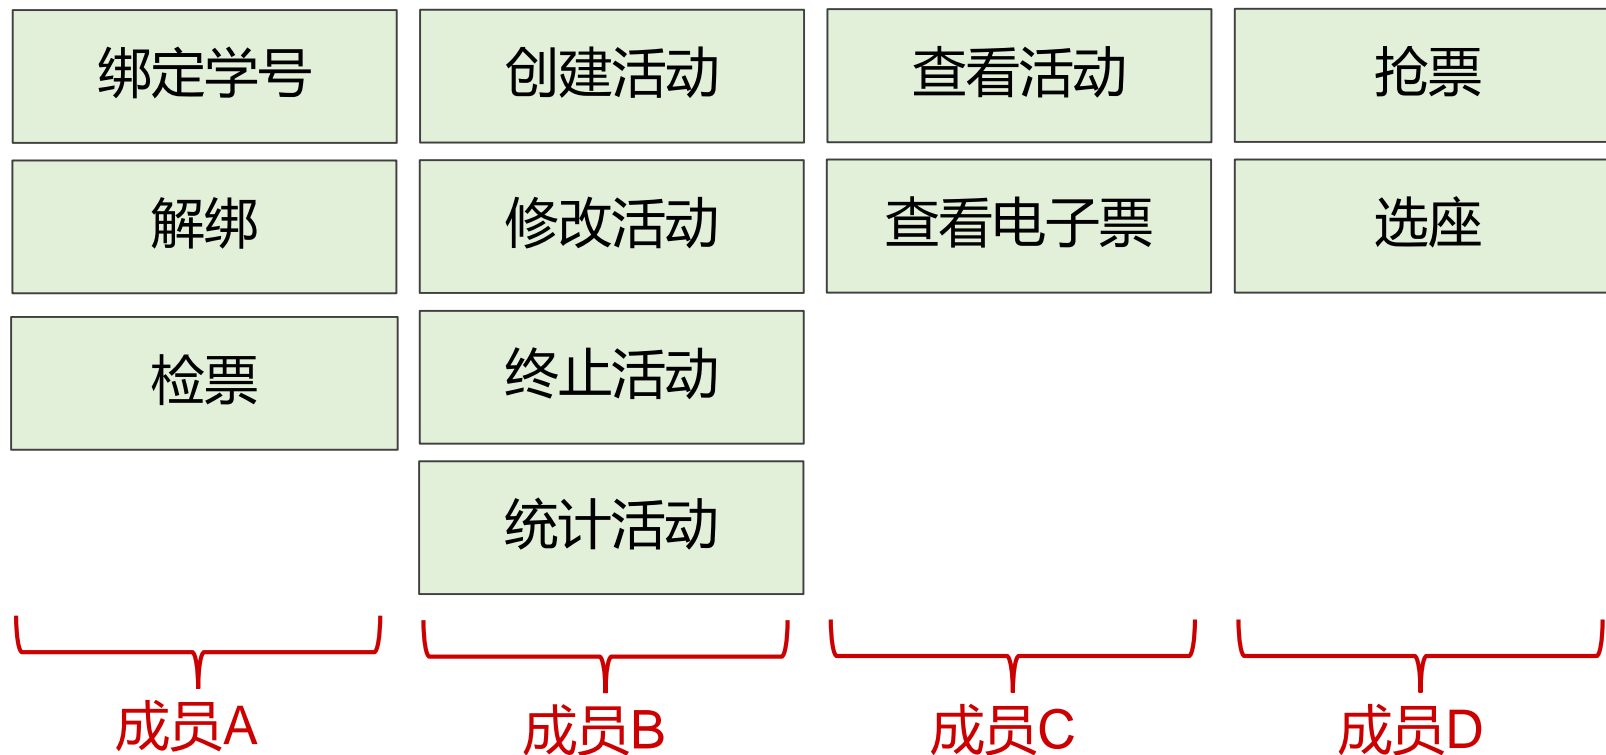 绑定学号
创建活动
查看活动
抢票
解绑
修改活动
查看电子票
选座
检票
终止活动
统计活动
成员A
成员B
成员C
成员D